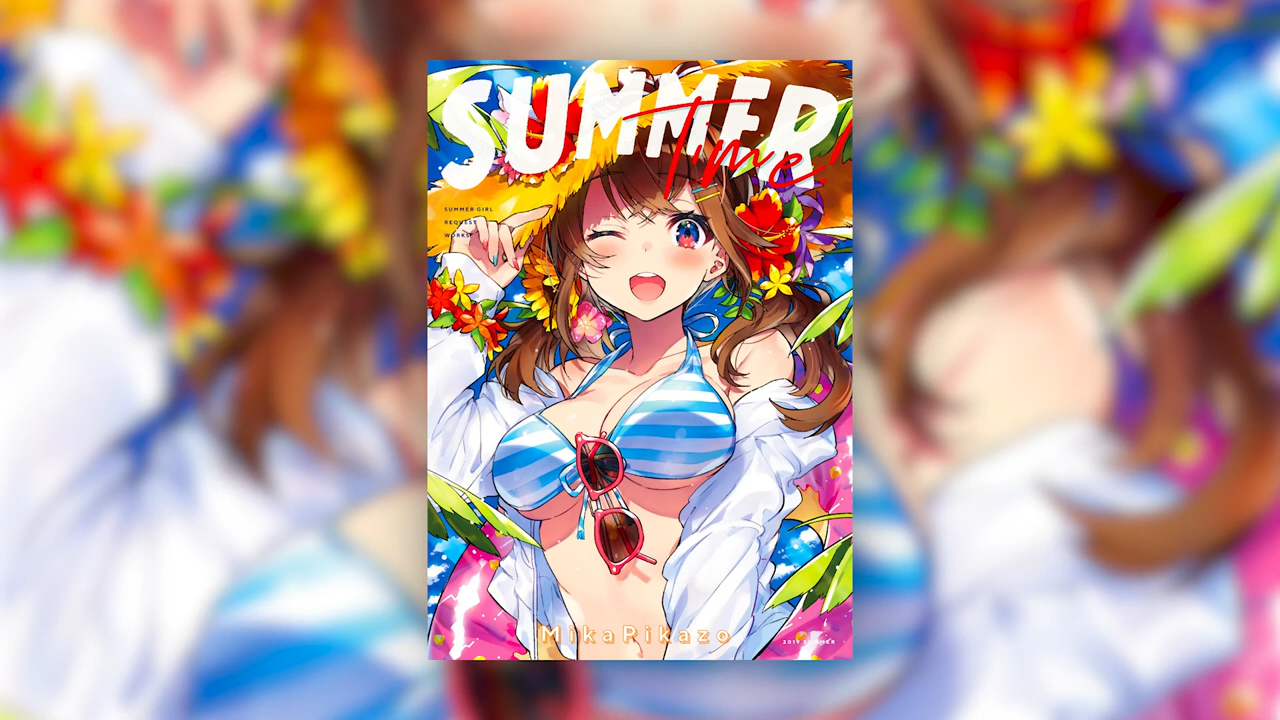 SUMMER
Time!
SUMMER GIRL
REQUEST
WORKS
MikaPikazo
2019 SUMMER